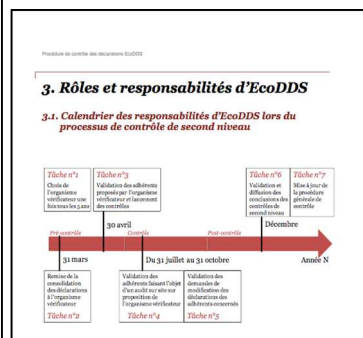 Procédure de contrôle des déclarations EcoDDS
3. Rôles et responsabilités d'EcoDDS
3.1. Calendrier des responsabilités d'EcoDDS lors du
processus de contrôle de second niveau
Tâche n°1
Choix de
l'organisme
vérificateur une
fois tous les 5 ans
Tâche n°3
Validation des adhérents
proposés par l'organisme
vérificateur et lancement
des contrôles
Tâche n°6
Validation et
diffusion des
conclusions des
contrôles de
second niveau
Tâche n°7
Mise à jour de
la procédure
générale de
contrôle
30 avril
Décembre
Pré-contrôle
Contrôle
Post-contrôle
31 mars
Du 31 juillet au 31 octobre
Année N
Remise de la
consolidation
des déclarations
à l'organisme
vérificateur
Tâche n°2
Validation des
adhérents faisant l'objet
d'un audit sur site sur
proposition de
l'organisme vérificateur
Tâche n°4
Validation des
demandes de
modification des
déclarations des
adhérents concernés
Tâche n°5